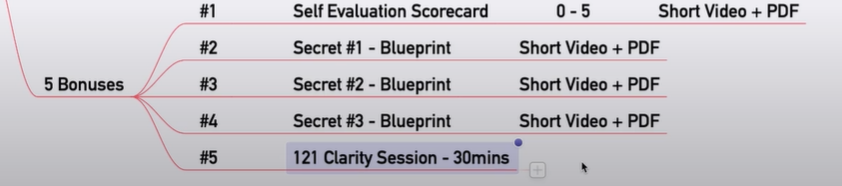 #1 Self Evaluation Scorecard 0 - 5 Short Video + PDF
#2 Secret #1 - Blueprint Short Video + PDF
5 Bonuses #3 Secret #2 - Blueprint Short Video + PDF
#4 Secret #3 - Blueprint Short Video + PDF
#5 121 Clarity Session - 30mins